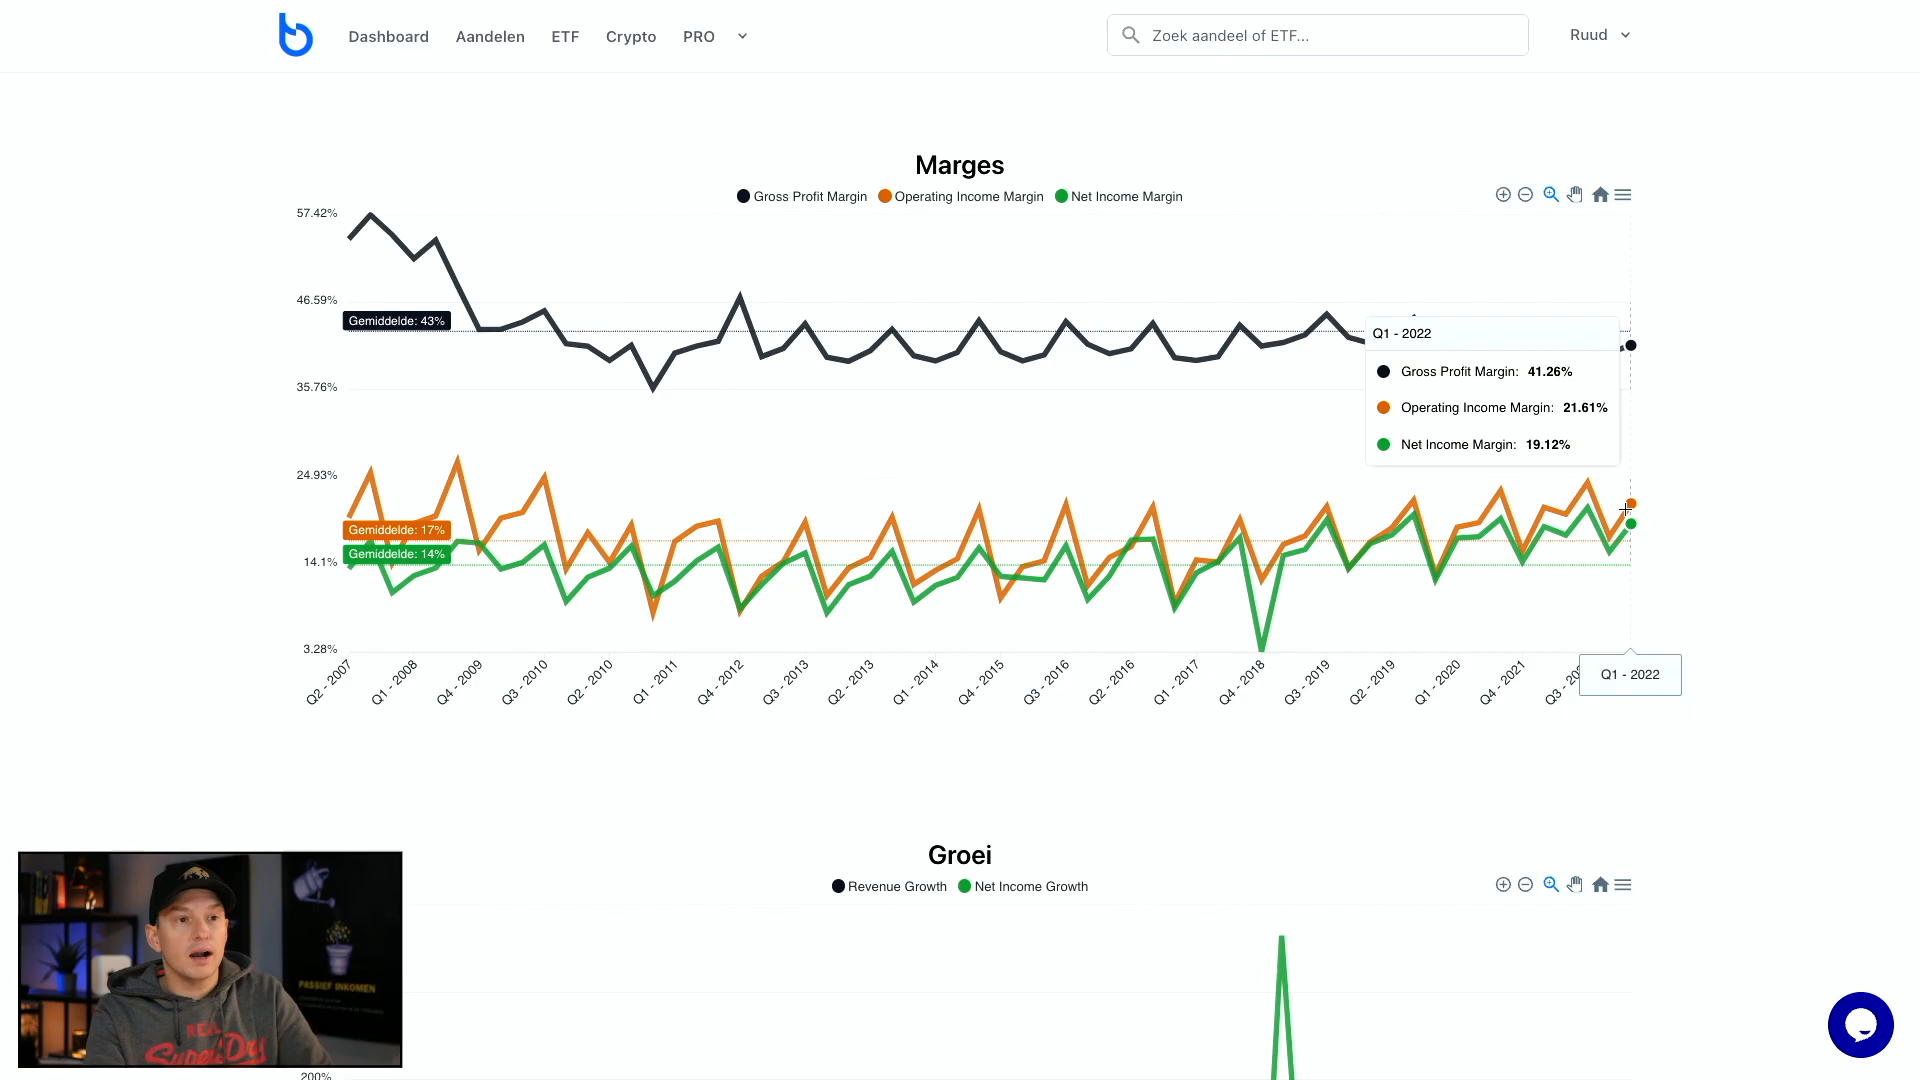 Dashboard Aandelen ETF Crypto PRO
Zoek aandeel of ETF...
Ruud
Marges
Gross Profit Margin Operating Income Margin Net Income Margin
57.42%
46.59%
Gemiddelde: 43%
35.76%
24.93%
Gemiddelde: 17%
Gemiddelde: 14%
14.1%
3.28%
Q1 - 2022
Gross Profit Margin: 41.26%
Operating Income Margin: 21.61%
Net Income Margin: 19.12%
Q2 - 2007
Q1 - 2008
Q4 - 2009
Q3 - 2010
Q2 - 2010
Q1 - 2011
Q4 - 2012
Q3 - 2013
Q2 - 2013
Q1 - 2014
Q4 - 2015
Q3 - 2016
Q2 - 2016
Q1 - 2017
Q4 - 2018
Q3 - 2019
Q2 - 2019
Q1 - 2020
Q4 - 2021
Q3 - 20
Q1 - 2022
Groei
Revenue Growth Net Income Growth
200%
PASSIEF INKOMEN
SuperDry